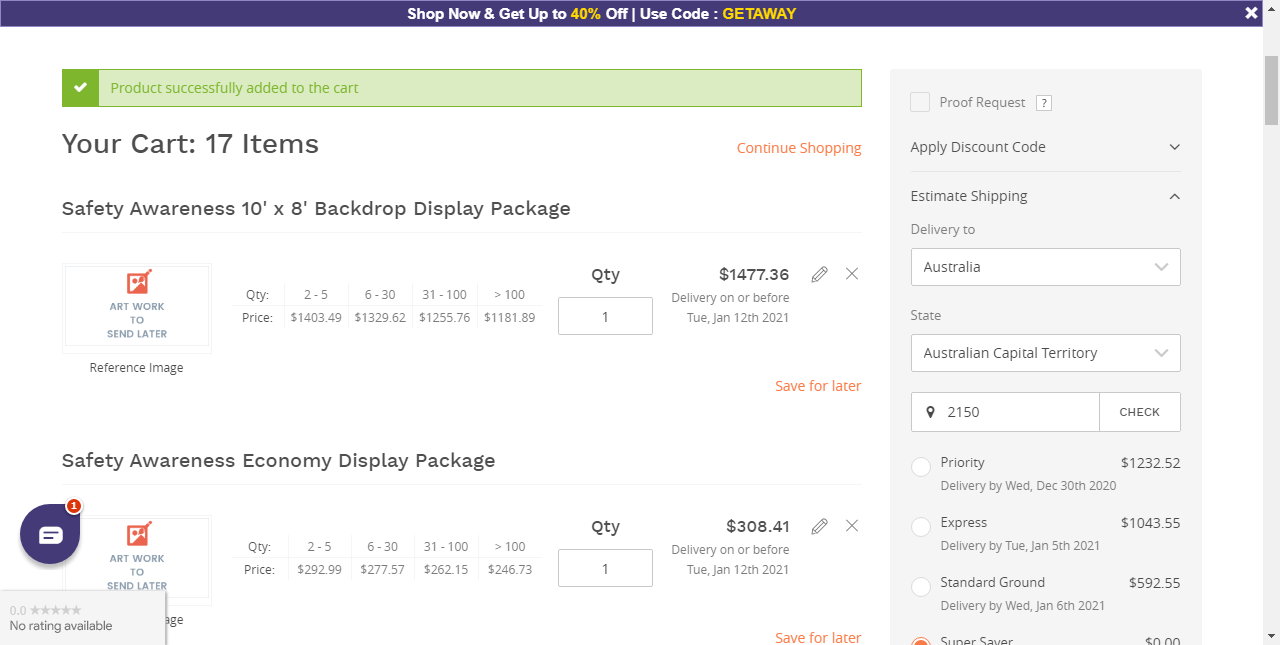 Shop Now & Get Up to 40% Off | Use Code : GETAWAY
Product successfully added to the cart
Your Cart: 17 Items
Continue Shopping
Safety Awareness 10' x 8' Backdrop Display Package
ART WORK
TO
SEND LATER
Reference Image
Qty: 2 - 5 6 - 30 31 - 100 > 100
Price: $1403.49 $1329.62 $1255.76 $1181.89
Qty
1
$1477.36
Delivery on or before
Tue, Jan 12th 2021
Save for later
Safety Awareness Economy Display Package
ART WORK
TO
SEND LATER
Qty: 2 - 5 6 - 30 31 - 100 > 100
Price: $292.99 $277.57 $262.15 $246.73
Qty
1
$308.41
Delivery on or before
Tue, Jan 12th 2021
Save for later
1
0.0
No rating available
Proof Request ?
Apply Discount Code
Estimate Shipping
Delivery to
Australia
State
Australian Capital Territory
2150 CHECK
Priority $1232.52
Delivery by Wed, Dec 30th 2020
Express $1043.55
Delivery by Tue, Jan 5th 2021
Standard Ground $592.55
Delivery by Wed, Jan 6th 2021
Super Saver $0.00